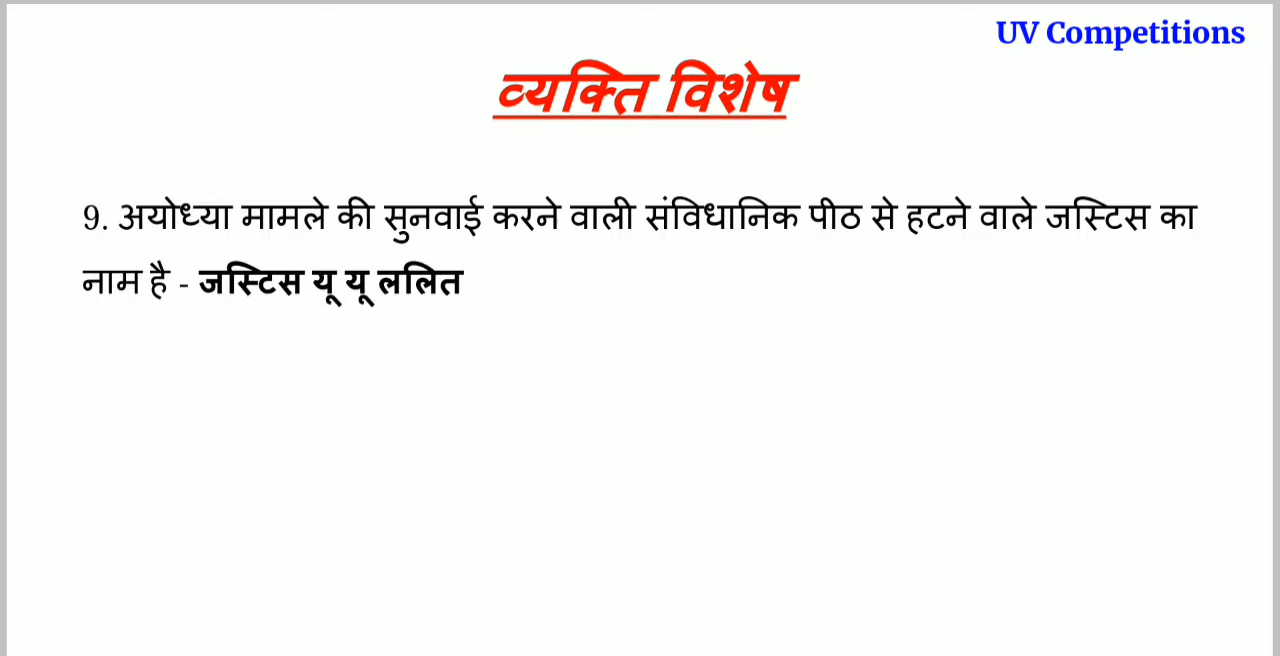 UV Competitions
व्यक्ति विशेष
9. अयोध्या मामले की सुनवाई करने वाली संविधानिक पीठ से हटने वाले जस्टिस का
नाम है - जस्टिस यू यू ललित